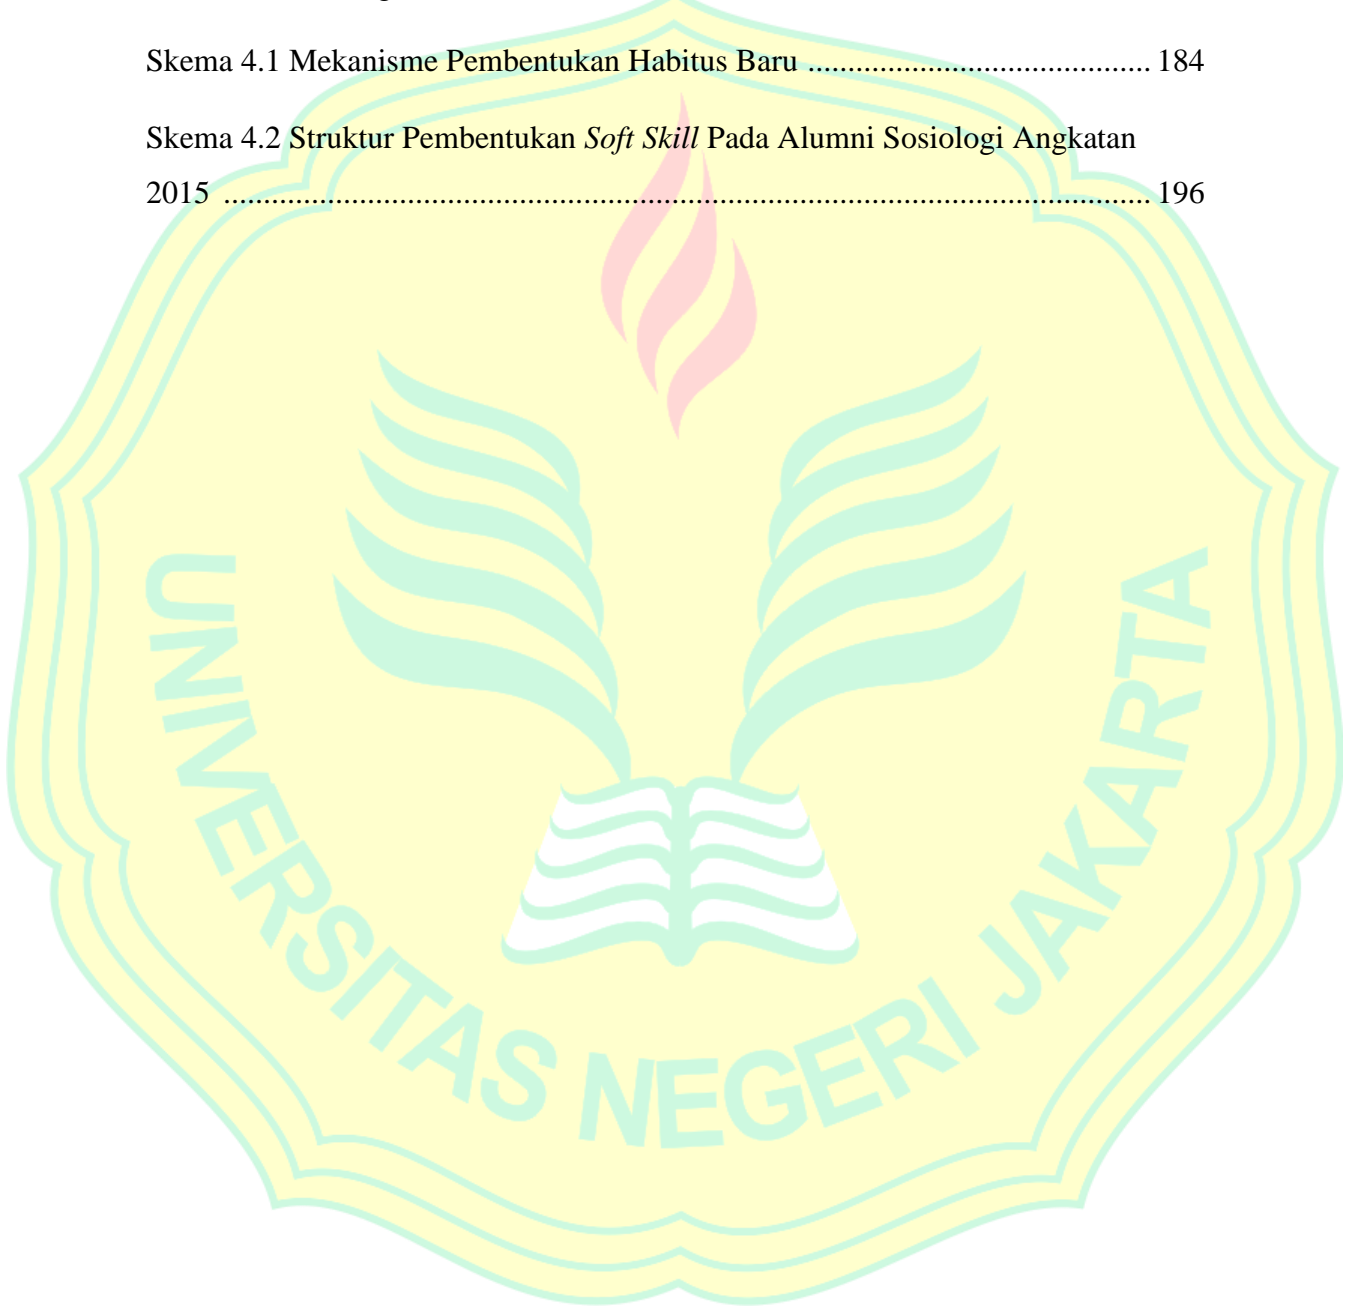 Skema 4.1 Mekanisme Pembentukan Habitus Baru ........................................ 184
Skema 4.2 Struktur Pembentukan Soft Skill Pada Alumni Sosiologi Angkatan
2015 ............................................................................................................. 196
UNIVERSITAS NEGERI JAKARTA